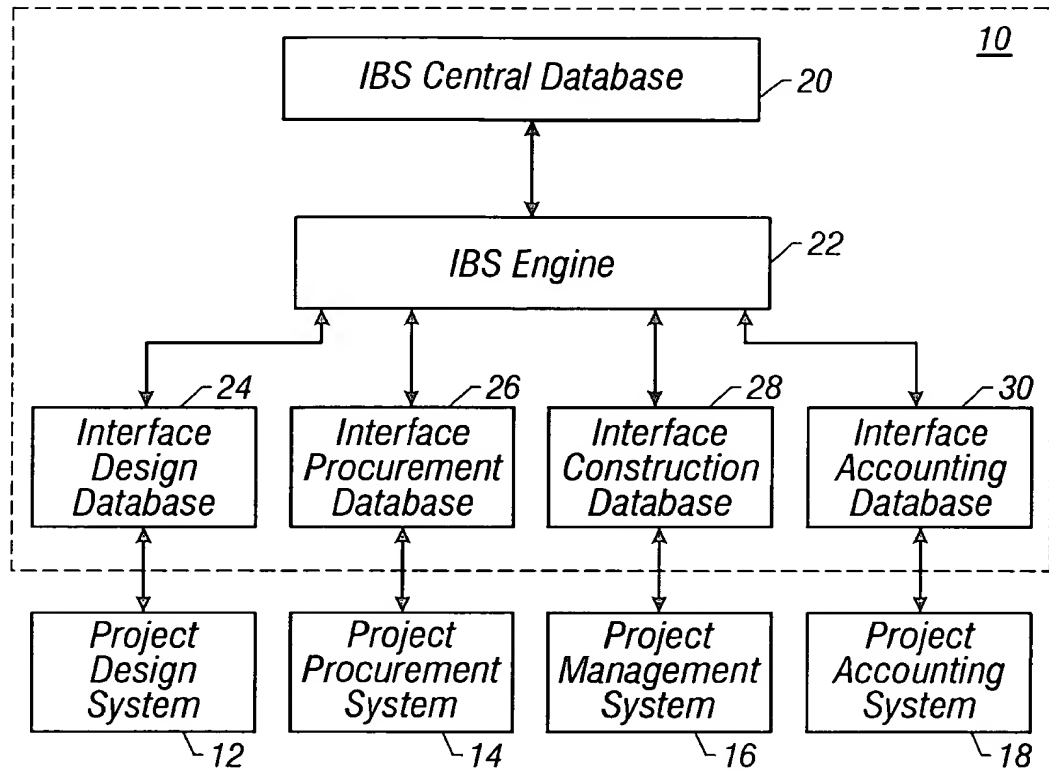 10
IBS Central Database
20
IBS Engine
22
24
26
28
30
Interface
Design
Database
Interface
Procurement
Database
Interface
Construction
Database
Interface
Accounting
Database
Project
Design
System
Project
Procurement
System
Project
Management
System
Project
Accounting
System
12
14
16
18